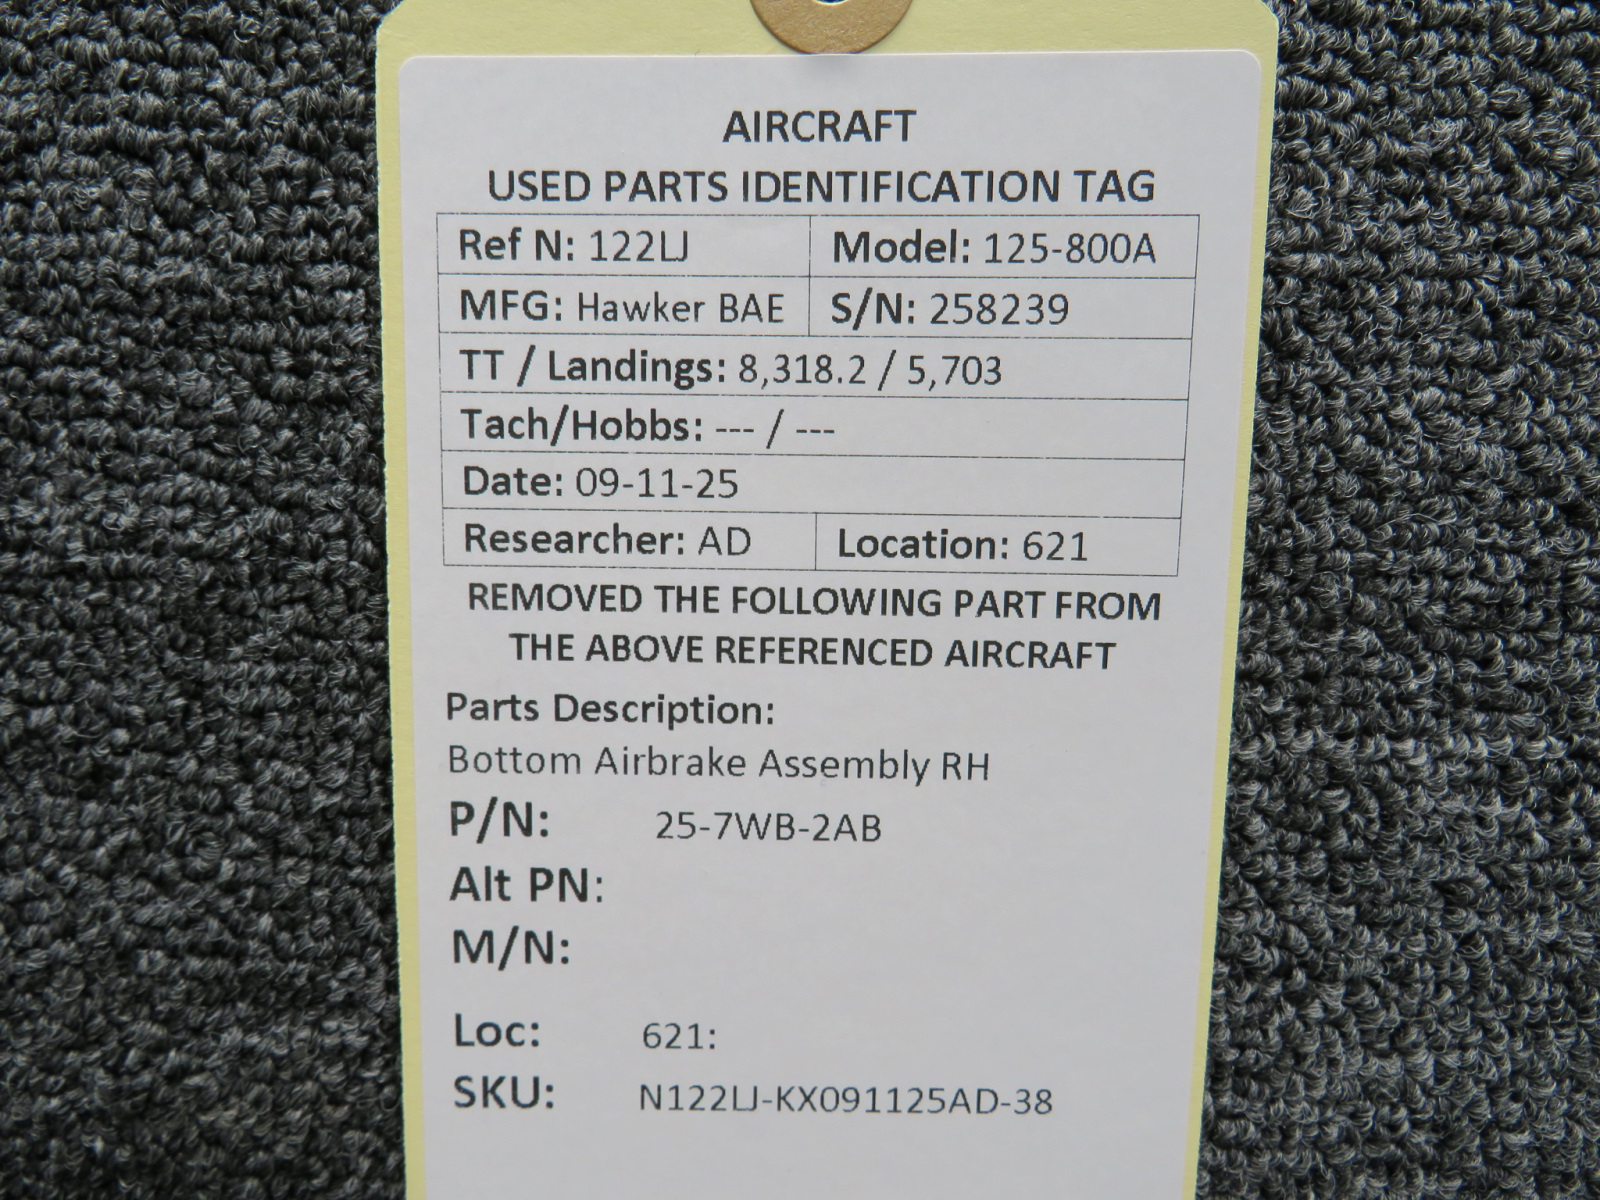 AIRCRAFT
USED PARTS IDENTIFICATION TAG
Ref N: 122LJ Model: 125-800A
MFG: Hawker BAE S/N: 258239
TT / Landings: 8,318.2 / 5,703
Tach/Hobbs: --- / ---
Date: 09-11-25
Researcher: AD Location: 621
REMOVED THE FOLLOWING PART FROM
THE ABOVE REFERENCED AIRCRAFT
Parts Description:
Bottom Airbrake Assembly RH
P/N: 25-7WB-2AB
Alt PN:
M/N:
Loc: 621:
SKU: N122LJ-KX091125AD-38